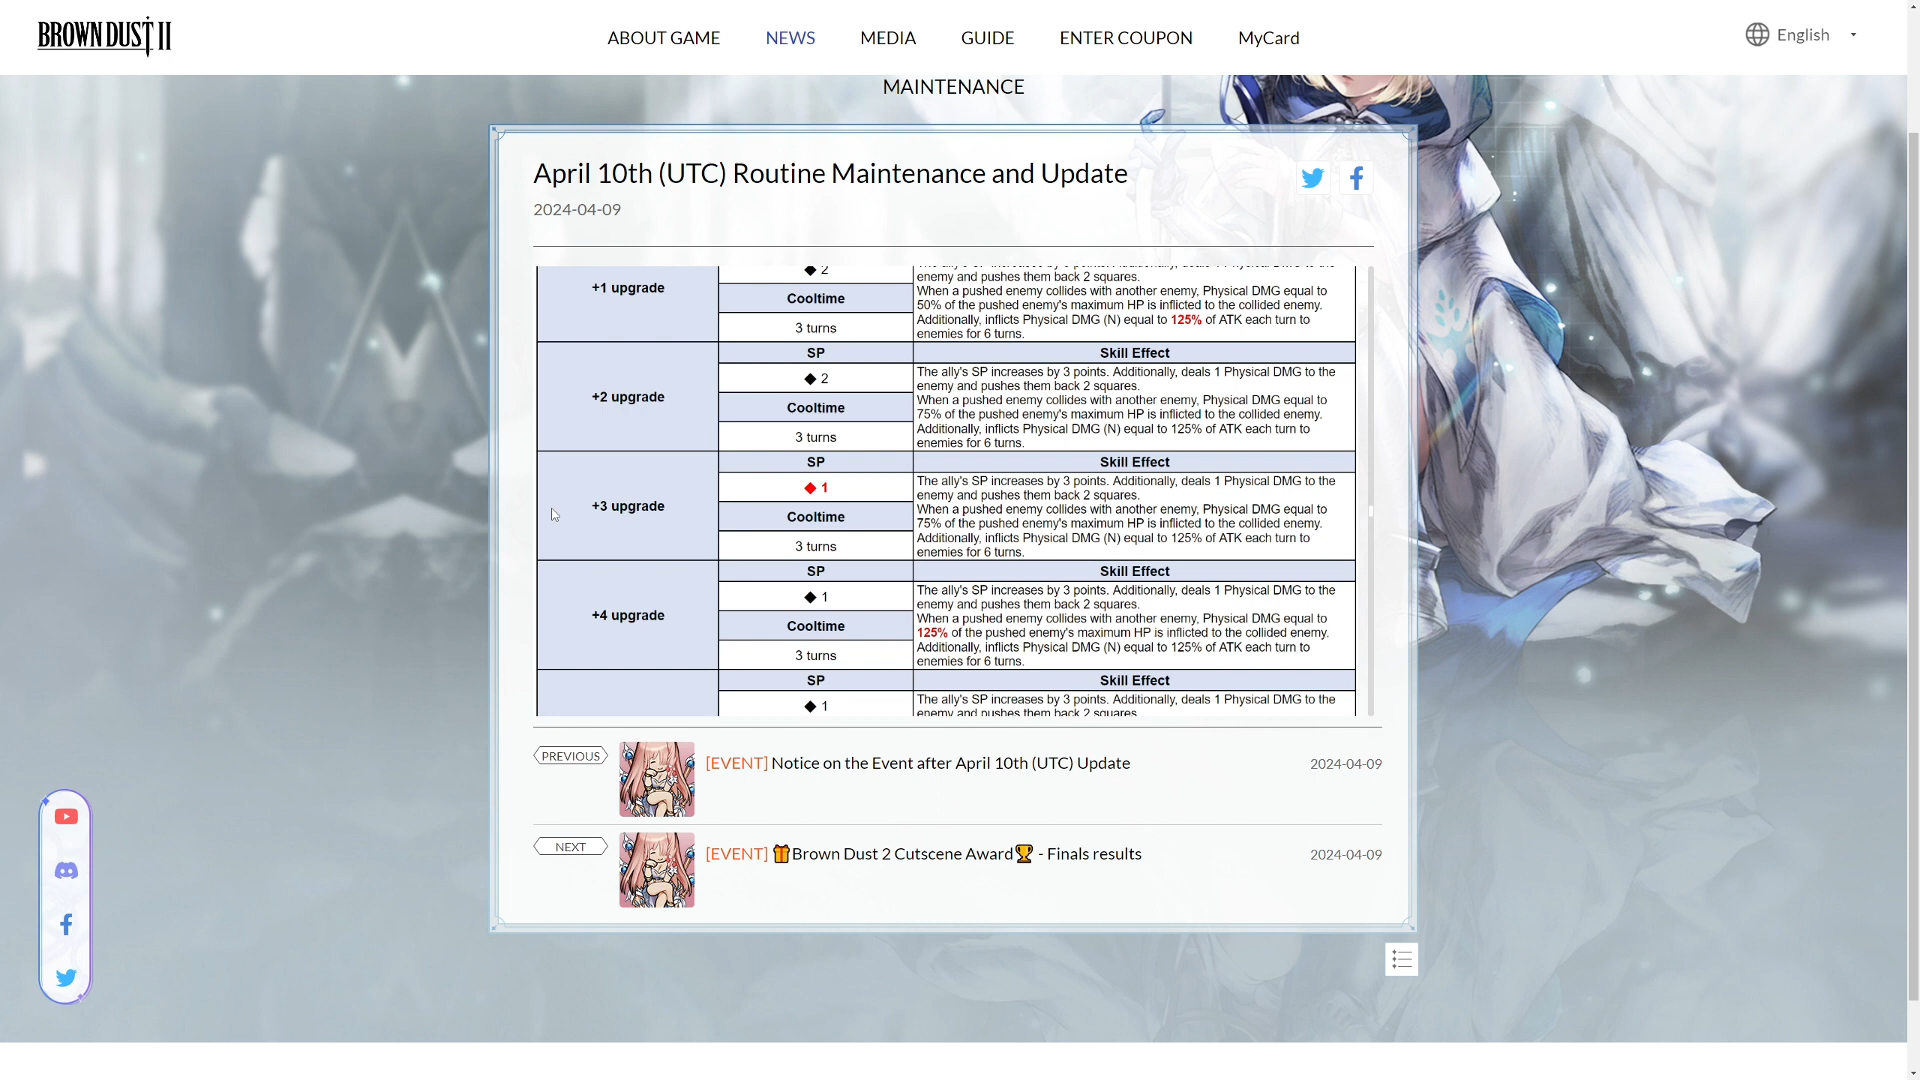 BROWN DUST II
ABOUT GAME
NEWS
MEDIA
GUIDE
ENTER COUPON
MyCard
English
MAINTENANCE
April 10th (UTC) Routine Maintenance and Update
2024-04-09
+1 upgrade
◆ 2
Cooltime
3 turns
enemy and pushes them back 2 squares.
When a pushed enemy collides with another enemy, Physical DMG equal to
50% of the pushed enemy's maximum HP is inflicted to the collided enemy.
Additionally, inflicts Physical DMG (N) equal to 125% of ATK each turn to
enemies for 6 turns.
+2 upgrade
SP
Skill Effect
◆ 2
Cooltime
3 turns
The ally's SP increases by 3 points. Additionally, deals 1 Physical DMG to the
enemy and pushes them back 2 squares.
When a pushed enemy collides with another enemy, Physical DMG equal to
75% of the pushed enemy's maximum HP is inflicted to the collided enemy.
Additionally, inflicts Physical DMG (N) equal to 125% of ATK each turn to
enemies for 6 turns.
+3 upgrade
SP
Skill Effect
◆ 1
Cooltime
3 turns
The ally's SP increases by 3 points. Additionally, deals 1 Physical DMG to the
enemy and pushes them back 2 squares.
When a pushed enemy collides with another enemy, Physical DMG equal to
75% of the pushed enemy's maximum HP is inflicted to the collided enemy.
Additionally, inflicts Physical DMG (N) equal to 125% of ATK each turn to
enemies for 6 turns.
+4 upgrade
SP
Skill Effect
◆ 1
Cooltime
3 turns
The ally's SP increases by 3 points. Additionally, deals 1 Physical DMG to the
enemy and pushes them back 2 squares.
When a pushed enemy collides with another enemy, Physical DMG equal to
125% of the pushed enemy's maximum HP is inflicted to the collided enemy.
Additionally, inflicts Physical DMG (N) equal to 125% of ATK each turn to
enemies for 6 turns.
SP
Skill Effect
◆ 1
The ally's SP increases by 3 points. Additionally, deals 1 Physical DMG to the
enemy and pushes them back 2 squares.
PREVIOUS
[EVENT] Notice on the Event after April 10th (UTC) Update
2024-04-09
NEXT
[EVENT] 🎁Brown Dust 2 Cutscene Award🏆 - Finals results
2024-04-09